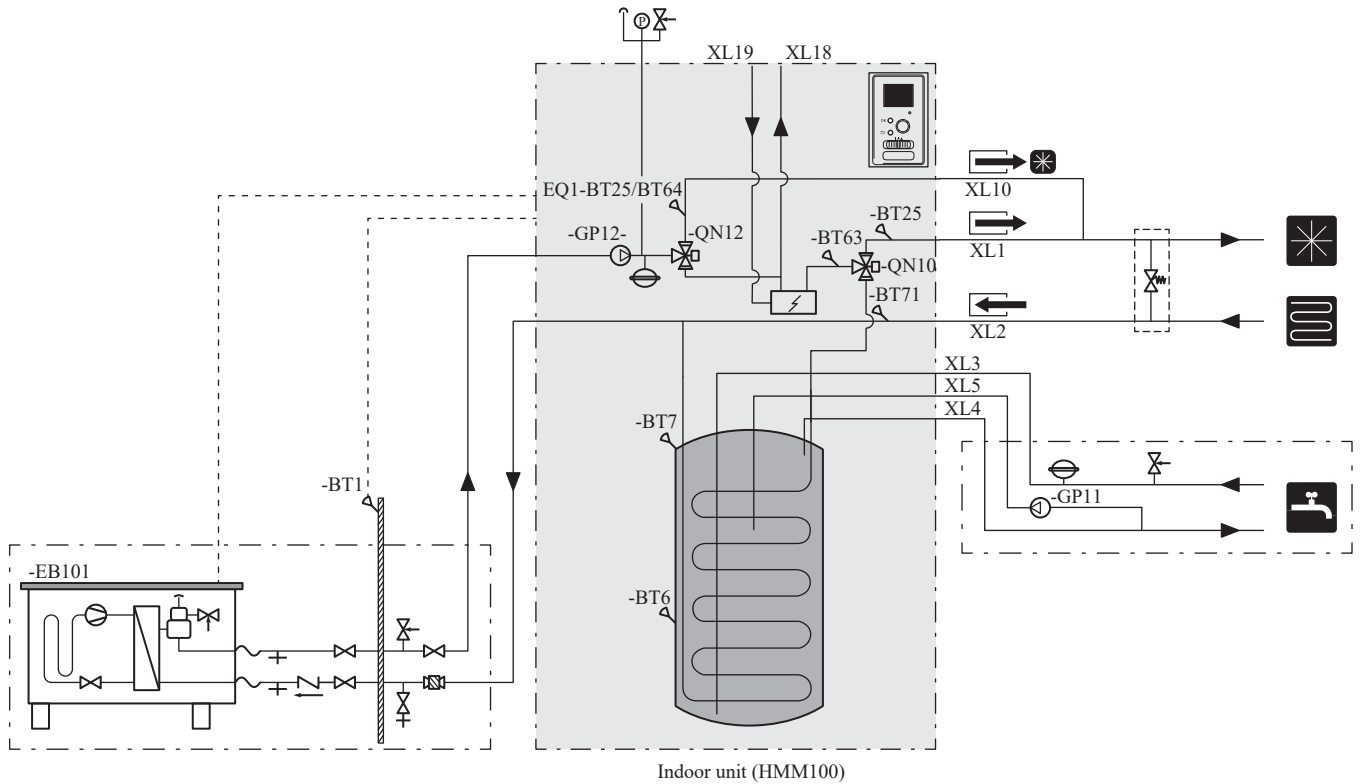 P
XL19 XL18
EQ1-BT25/BT64
XL10
-BT25
-GP12-
-QN12
-BT63
XL1
-QN10
-BT71
XL2
XL3
XL5
XL4
-BT7
-BT1
-GP11
-EB101
-BT6
Indoor unit (HMM100)